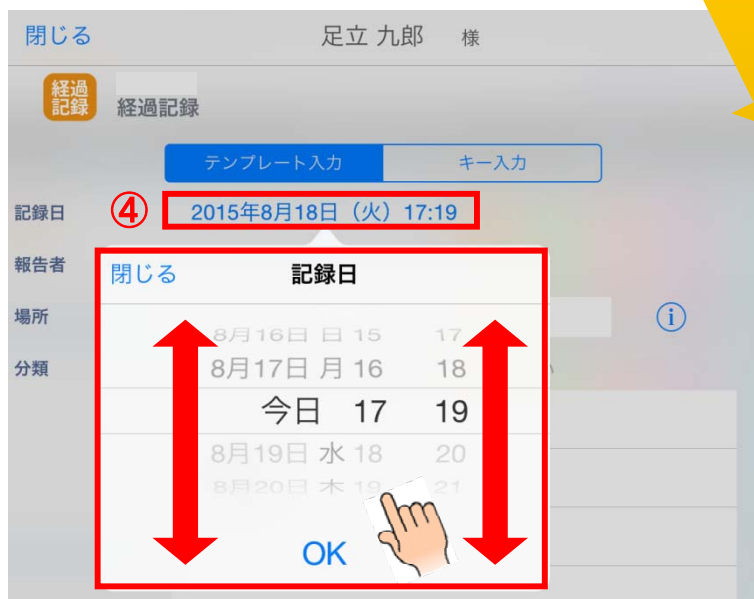 閉じる 足立 九郎 様
経過
記録
経過記録
テンプレート入力 キー入力
記録日 ④ 2015年8月18日（火）17:19
報告者
閉じる 記録日
場所
8月16日 日 15 17
分類
8月17日 月 16 18
今日 17 19
8月19日 水 18 20
8月20日 木 19 21
OK